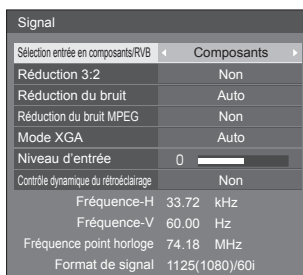 Signal
Sélection entrée en composants/RVB Composants
Réduction 3:2 Non
Réduction du bruit Auto
Réduction du bruit MPEG Non
Mode XGA Auto
Niveau d'entrée 0
Contrôle dynamique du rétroéclairage Non
Fréquence-H 33.72 kHz
Fréquence-V 60.00 Hz
Fréquence point horloge 74.18 MHz
Format de signal 1125(1080)/60i